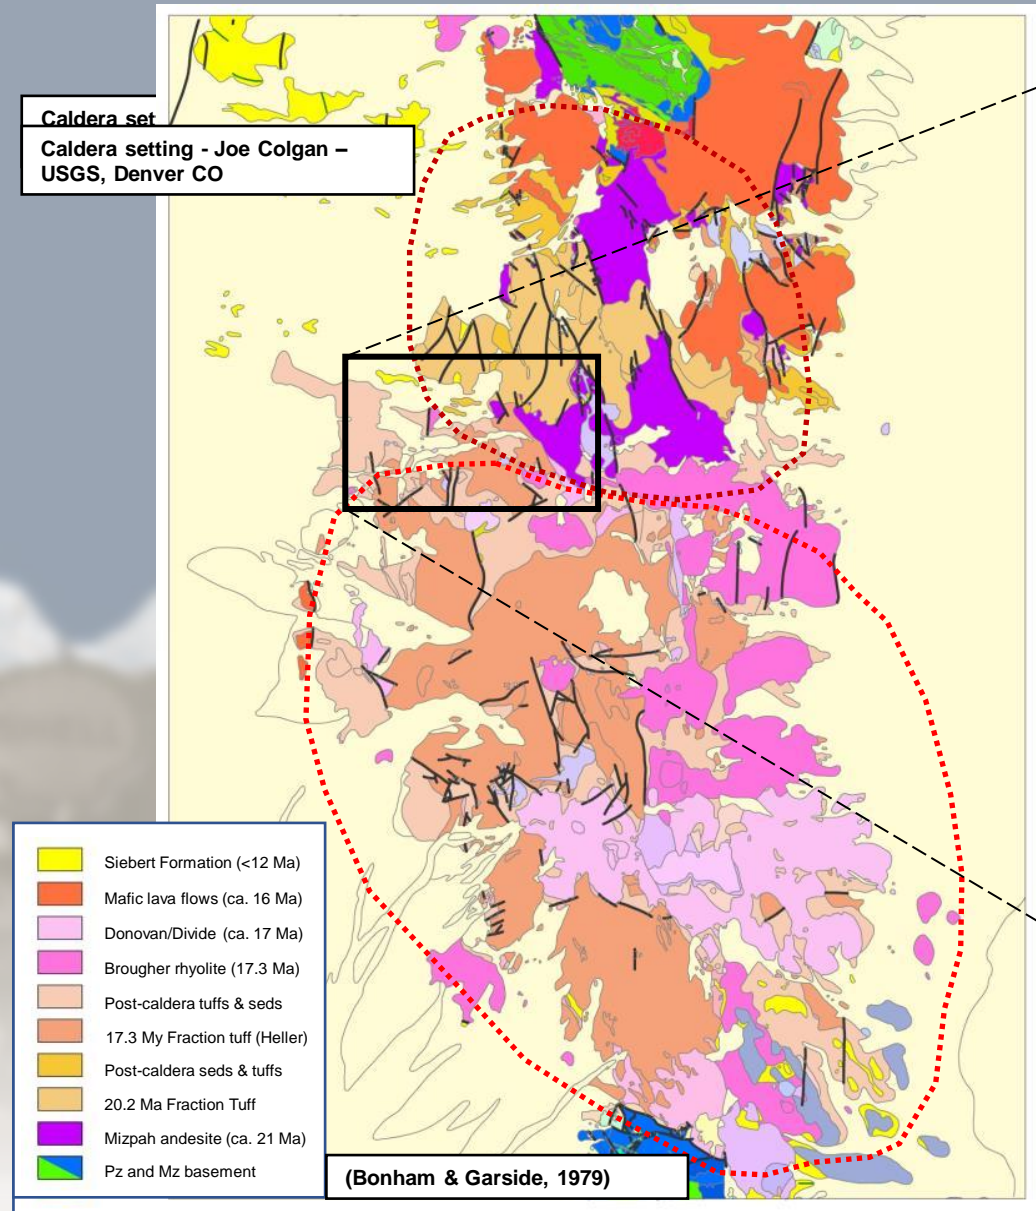 Caldera set
Caldera setting - Joe Colgan –
USGS, Denver CO
Siebert Formation (<12 Ma)
Mafic lava flows (ca. 16 Ma)
Donovan/Divide (ca. 17 Ma)
Brougher rhyolite (17.3 Ma)
Post-caldera tuffs & seds
17.3 My Fraction tuff (Heller)
Post-caldera seds & tuffs
20.2 Ma Fraction Tuff
Mizpah andesite (ca. 21 Ma)
Pz and Mz basement
(Bonham & Garside, 1979)